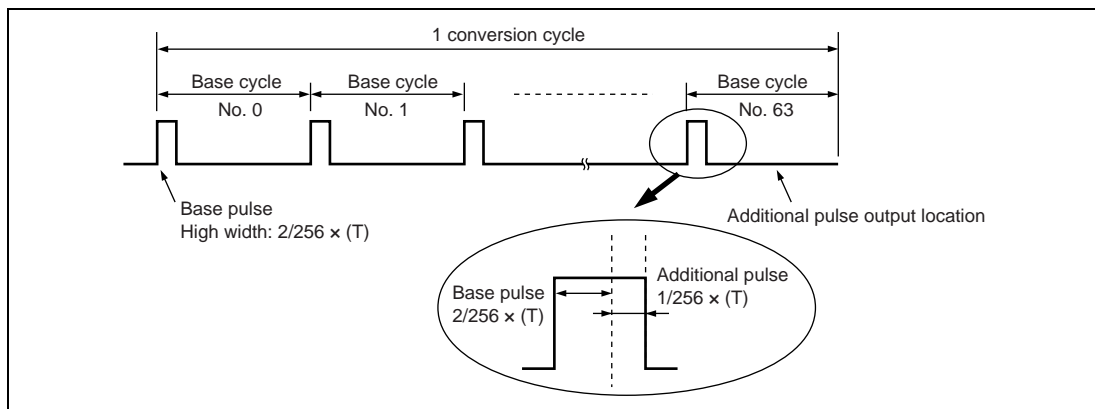 1 conversion cycle
Base cycle
No. 0
Base cycle
No. 1
Base cycle
No. 63
Base pulse
High width: 2/256 × (T)
Additional pulse output location
Base pulse
2/256 × (T)
Additional pulse
1/256 × (T)